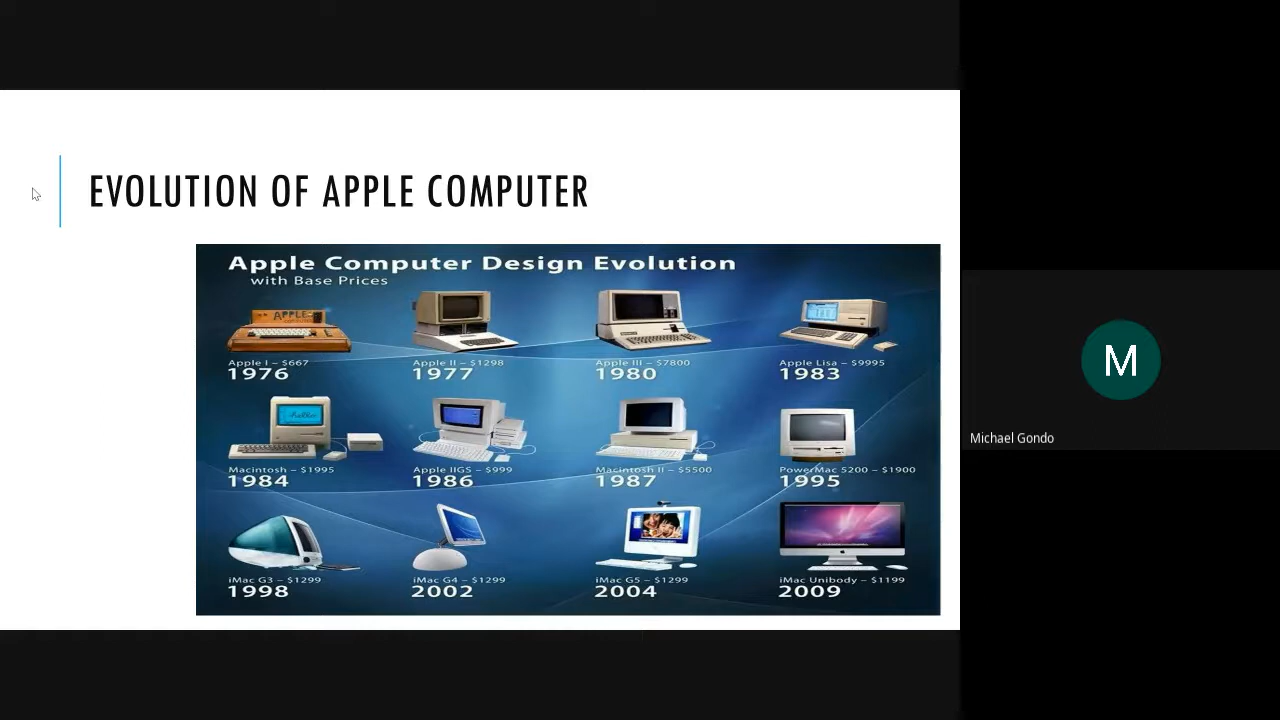 EVOLUTION OF APPLE COMPUTER
Apple Computer Design Evolution
with Base Prices
APPLE
Apple I – $667
1976
Apple II – $1298
1977
Apple III – $7800
1980
Apple Lisa – $9995
1983
Macintosh – $1995
1984
Apple IIGS – $999
1986
Macintosh II – $5500
1987
PowerMac 5200 – $1900
1995
iMac G3 – $1299
1998
iMac G4 – $1299
2002
iMac G5 – $1299
2004
iMac Unibody – $1199
2009
M
Michael Gondo